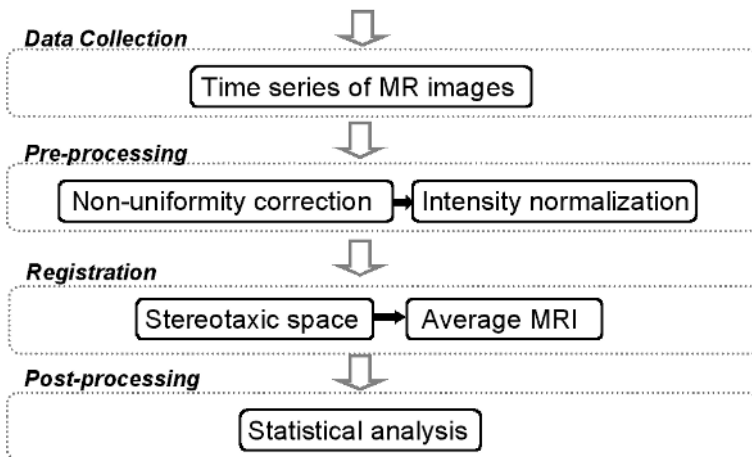 Data Collection
Time series of MR images
Pre-processing
Non-uniformity correction
Intensity normalization
Registration
Stereotaxic space
Average MRI
Post-processing
Statistical analysis